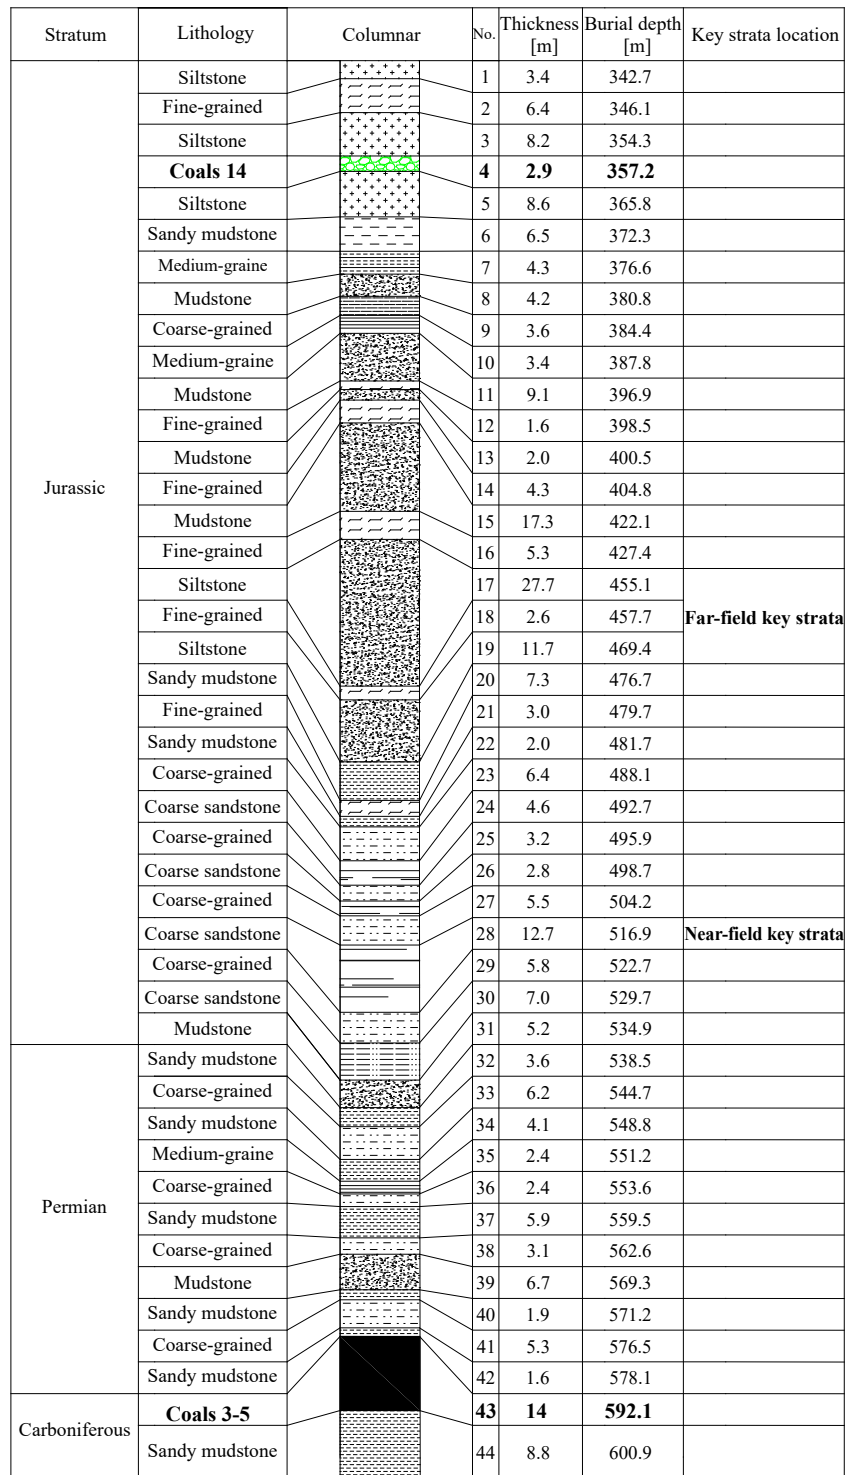 Stratum Lithology Columnar No. Thickness [m] Burial depth [m] Key strata location
Jurassic
Siltstone 1 3.4 342.7
Fine-grained 2 6.4 346.1
Siltstone 3 8.2 354.3
Coals 14 4 2.9 357.2
Siltstone 5 8.6 365.8
Sandy mudstone 6 6.5 372.3
Medium-graine 7 4.3 376.6
Mudstone 8 4.2 380.8
Coarse-grained 9 3.6 384.4
Medium-graine 10 3.4 387.8
Mudstone 11 9.1 396.9
Fine-grained 12 1.6 398.5
Mudstone 13 2.0 400.5
Fine-grained 14 4.3 404.8
Mudstone 15 17.3 422.1
Fine-grained 16 5.3 427.4
Siltstone 17 27.7 455.1
Fine-grained 18 2.6 457.7 Far-field key strata
Siltstone 19 11.7 469.4
Sandy mudstone 20 7.3 476.7
Fine-grained 21 3.0 479.7
Sandy mudstone 22 2.0 481.7
Coarse-grained 23 6.4 488.1
Coarse sandstone 24 4.6 492.7
Coarse-grained 25 3.2 495.9
Coarse sandstone 26 2.8 498.7
Coarse-grained 27 5.5 504.2
Coarse sandstone 28 12.7 516.9 Near-field key strata
Coarse-grained 29 5.8 522.7
Coarse sandstone 30 7.0 529.7
Mudstone 31 5.2 534.9
Permian
Sandy mudstone 32 3.6 538.5
Coarse-grained 33 6.2 544.7
Sandy mudstone 34 4.1 548.8
Medium-graine 35 2.4 551.2
Coarse-grained 36 2.4 553.6
Sandy mudstone 37 5.9 559.5
Coarse-grained 38 3.1 562.6
Mudstone 39 6.7 569.3
Sandy mudstone 40 1.9 571.2
Coarse-grained 41 5.3 576.5
Sandy mudstone 42 1.6 578.1
Carboniferous
Coals 3-5 43 14 592.1
Sandy mudstone 44 8.8 600.9